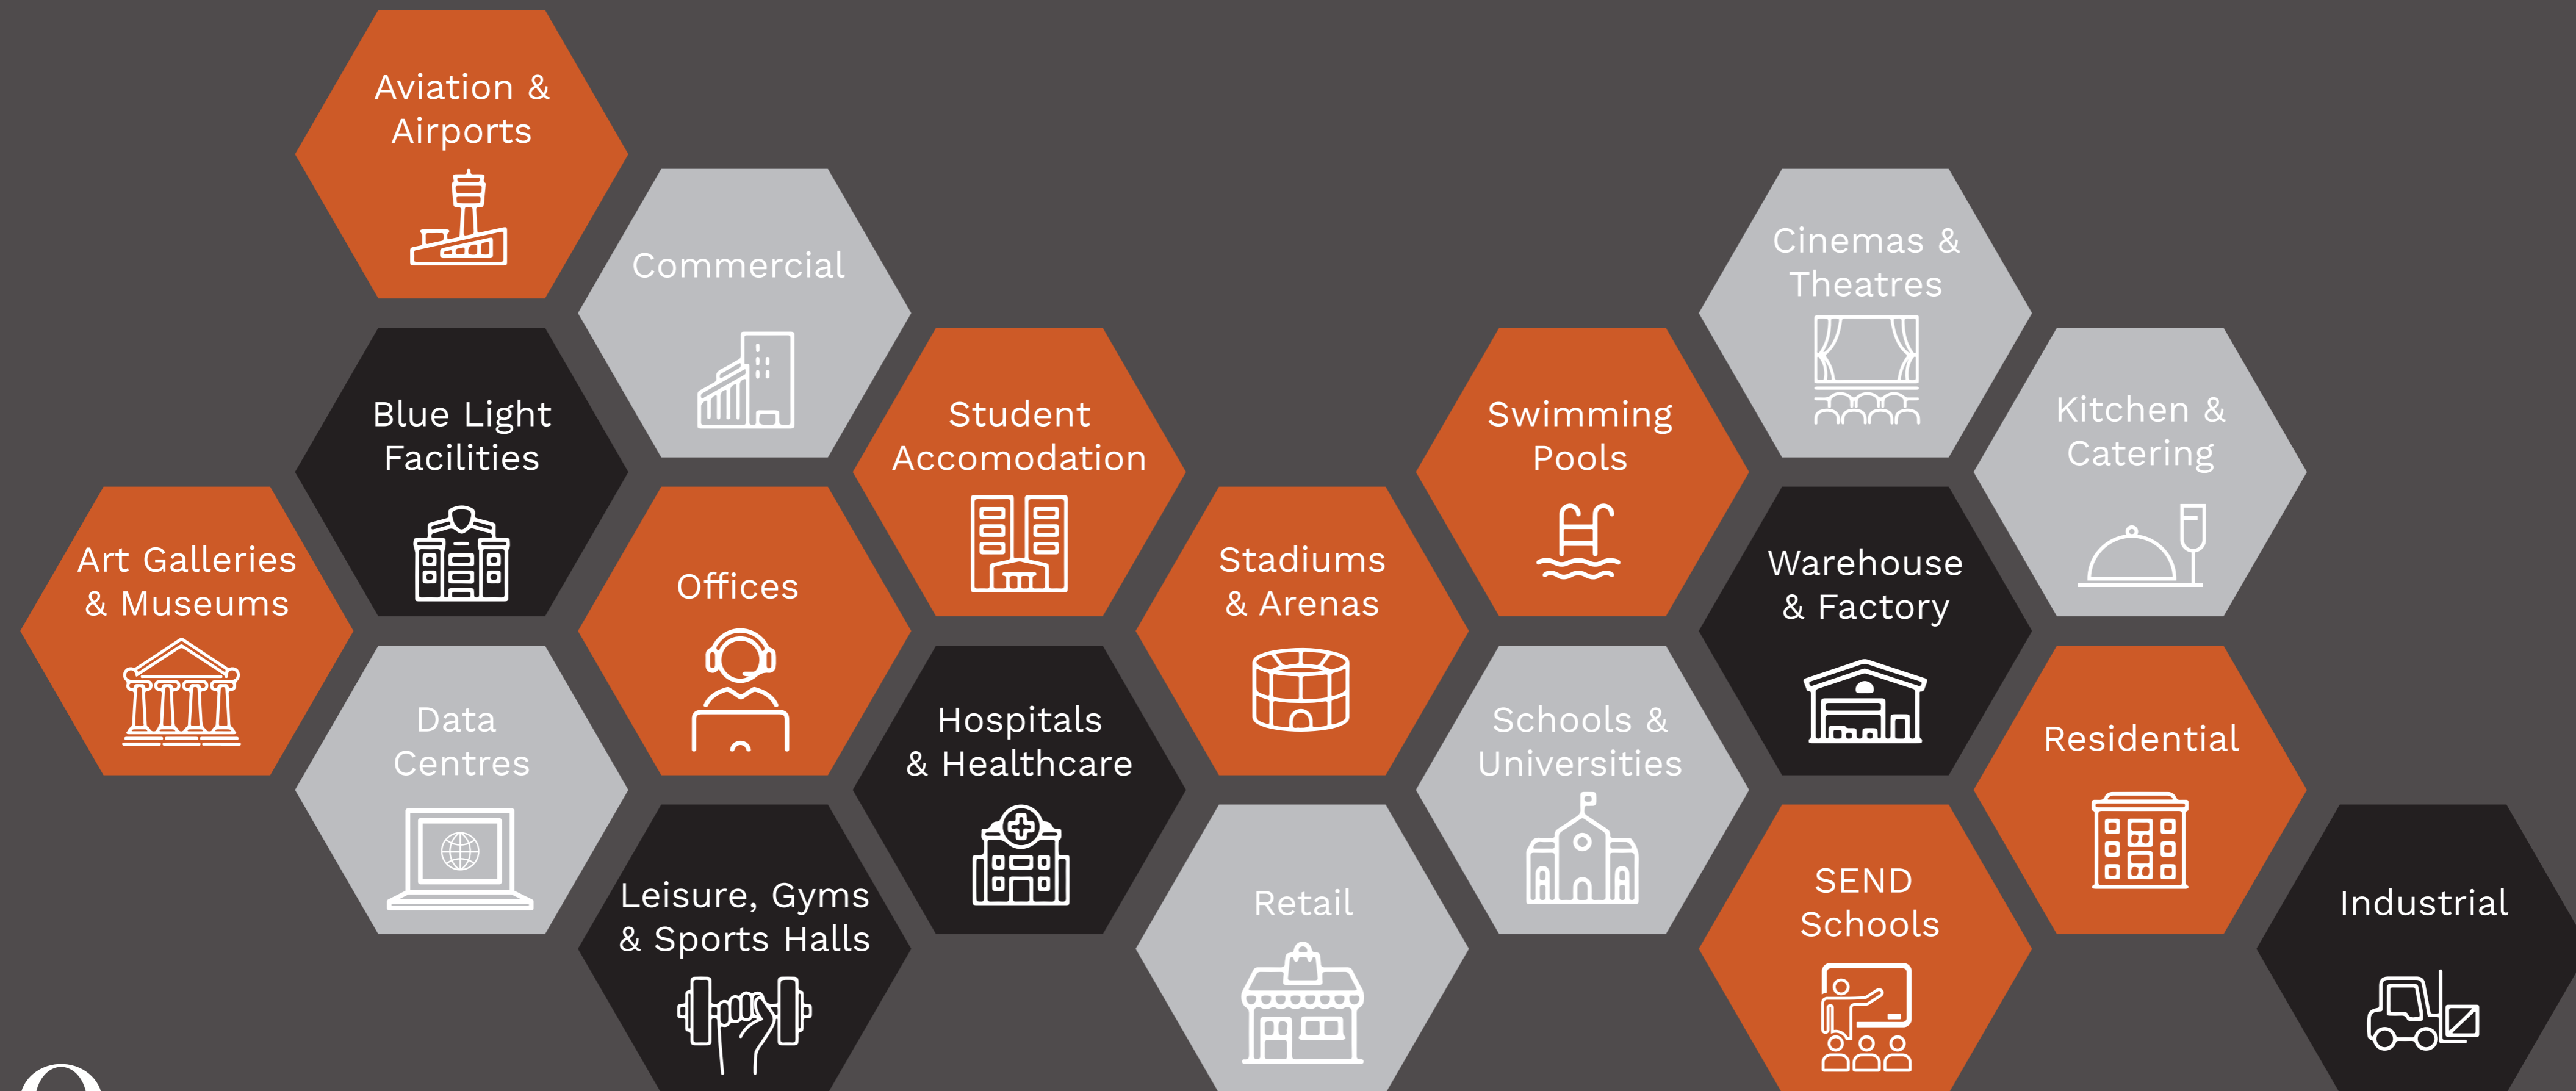 Aviation &
Airports
Commercial
Cinemas &
Theatres
Blue Light
Facilities
Student
Accomodation
Swimming
Pools
Kitchen &
Catering
Art Galleries
& Museums
Offices
Stadiums
& Arenas
Warehouse
& Factory
Data
Centres
Hospitals
& Healthcare
Schools &
Universities
Residential
Leisure, Gyms
& Sports Halls
Retail
SEND
Schools
Industrial